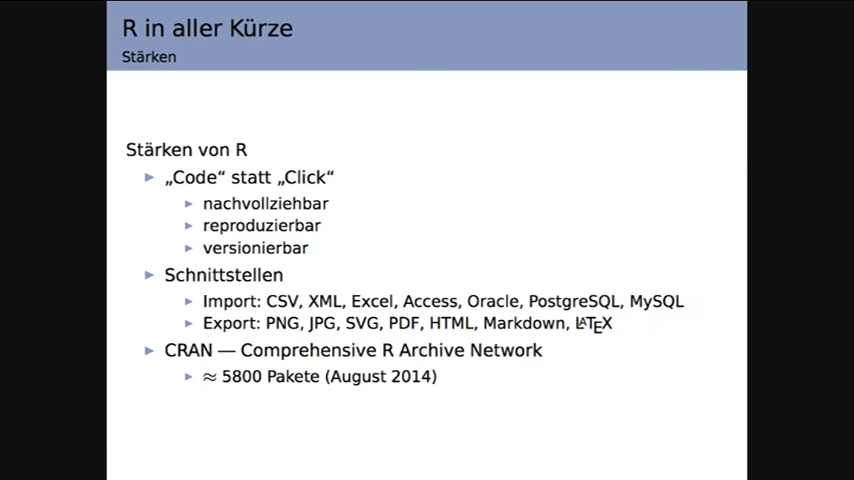 R in aller Kürze
Stärken
Stärken von R
„Code“ statt „Click“
nachvollziehbar
reproduzierbar
versionierbar
Schnittstellen
Import: CSV, XML, Excel, Access, Oracle, PostgreSQL, MySQL
Export: PNG, JPG, SVG, PDF, HTML, Markdown, LATEX
CRAN — Comprehensive R Archive Network
≈ 5800 Pakete (August 2014)